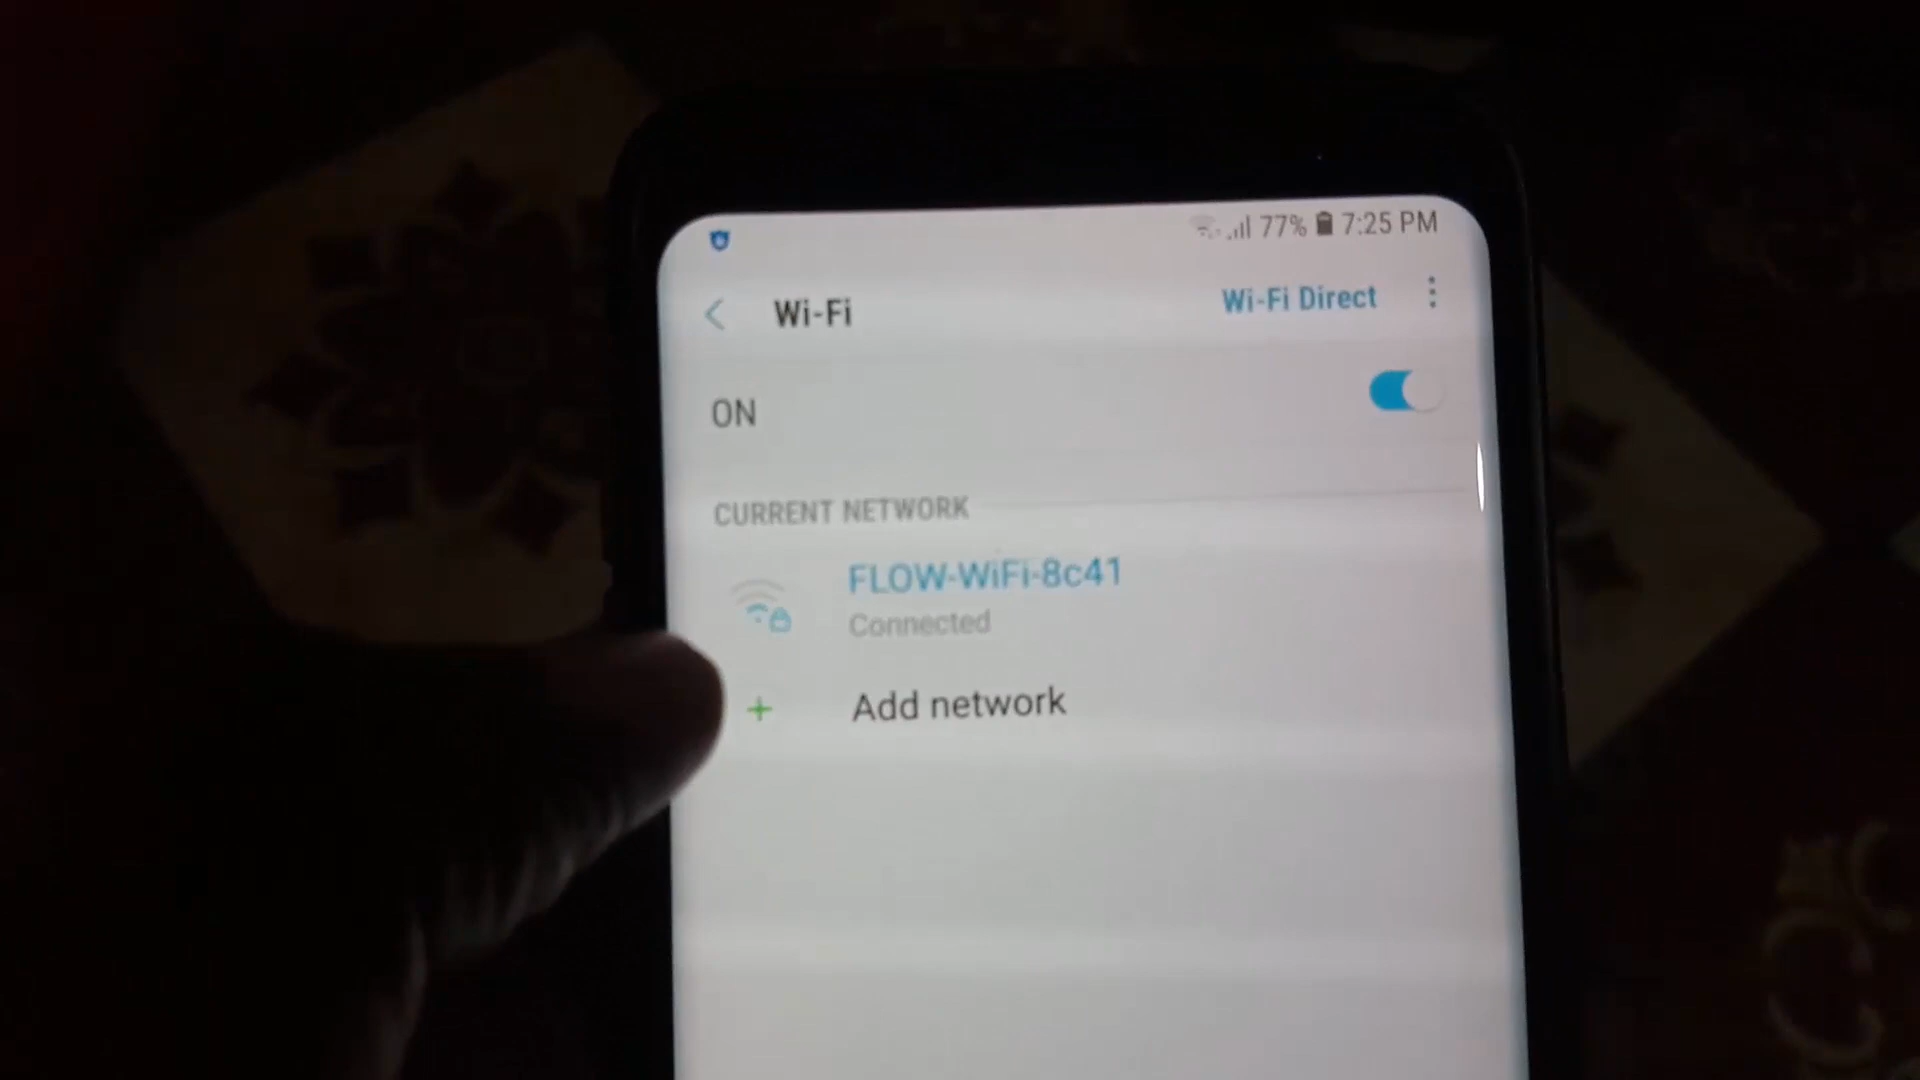 77% 7:25 PM
Wi-Fi Wi-Fi Direct
ON
CURRENT NETWORK
FLOW-WiFi-8c41
Connected
Add network